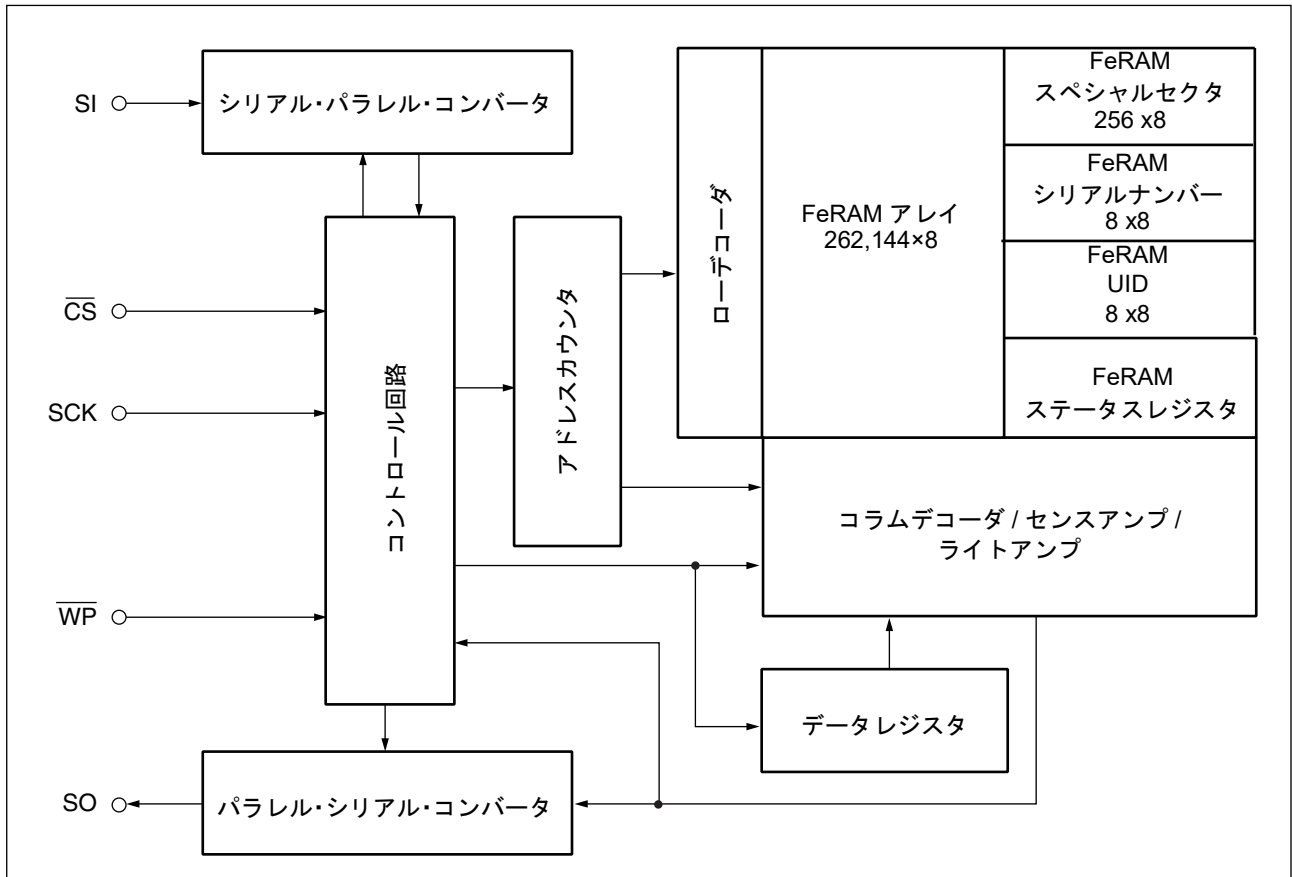 SI
シリアル・パラレル・コンバータ
CS
SCK
WP
SO
コントロール回路
アドレスカウンタ
ローデコーダ
FeRAM アレイ
262,144×8
FeRAM
スペシャルセクタ
256 x8
FeRAM
シリアルナンバー
8 x8
FeRAM
UID
8 x8
FeRAM
ステータスレジスタ
コラムデコーダ / センスアンプ /
ライトアンプ
データレジスタ
パラレル・シリアル・コンバータ